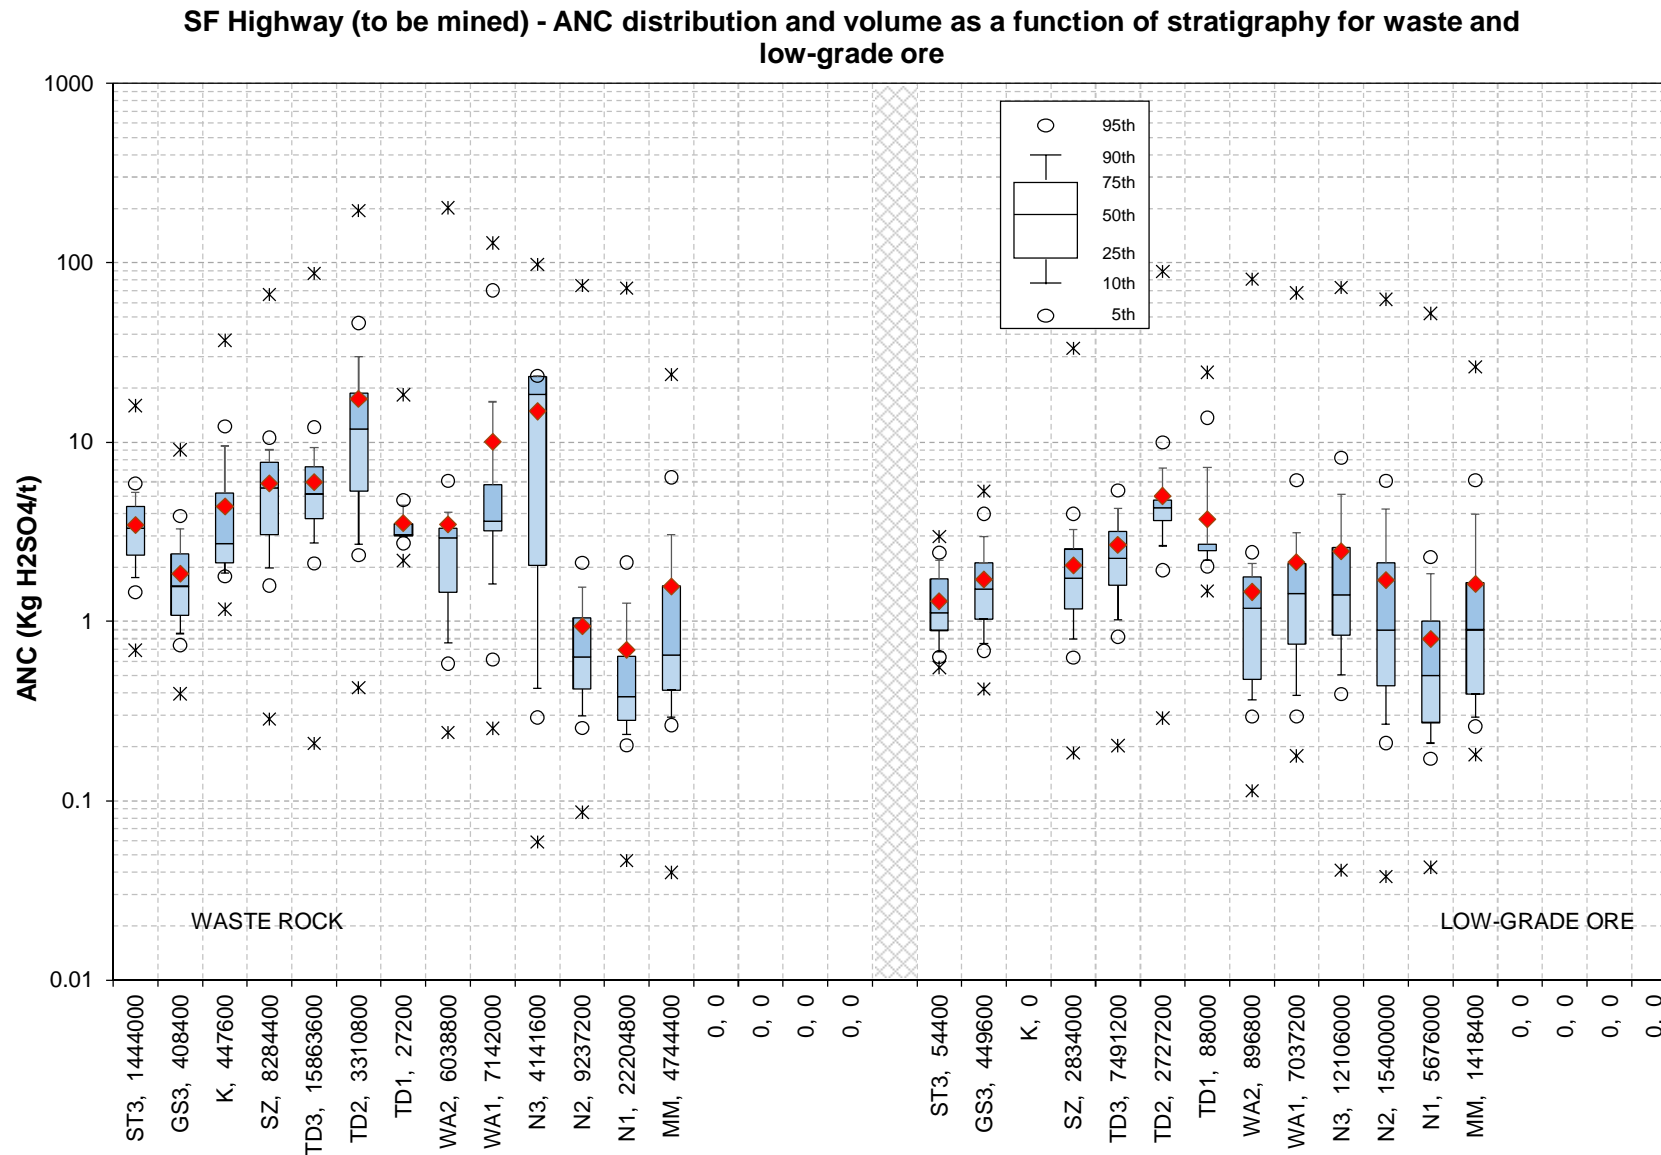 SF Highway (to be mined) - ANC distribution and volume as a function of stratigraphy for waste and
low-grade ore
ANC (Kg H2SO4/t)
1000
100
10
1
0.1
0.01
95th
90th
75th
50th
25th
10th
5th
WASTE ROCK
LOW-GRADE ORE
ST3, 1444000
GS3, 408400
K, 447600
SZ, 8284400
TD3, 15863600
TD2, 3310800
TD1, 27200
WA2, 6038800
WA1, 7142000
N3, 4141600
N2, 9237200
N1, 22204800
MM, 4744400
0, 0
0, 0
0, 0
0, 0
ST3, 54400
GS3, 449600
K, 0
SZ, 2834000
TD3, 7491200
TD2, 2727200
TD1, 88000
WA2, 896800
WA1, 7037200
N3, 12106000
N2, 15400000
N1, 5676000
MM, 1418400
0, 0
0, 0
0, 0
0, 0